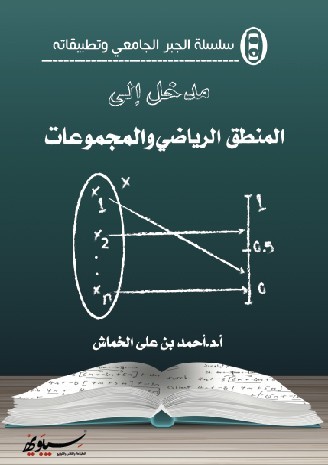 سلسلة الجبر الجامعي وتطبيقاته
مدخل إلى
المنطق الرياضي والمجموعات
x
x1
x2
xn
1
0.5
0
أ.د. أحمد بن علي الخماش